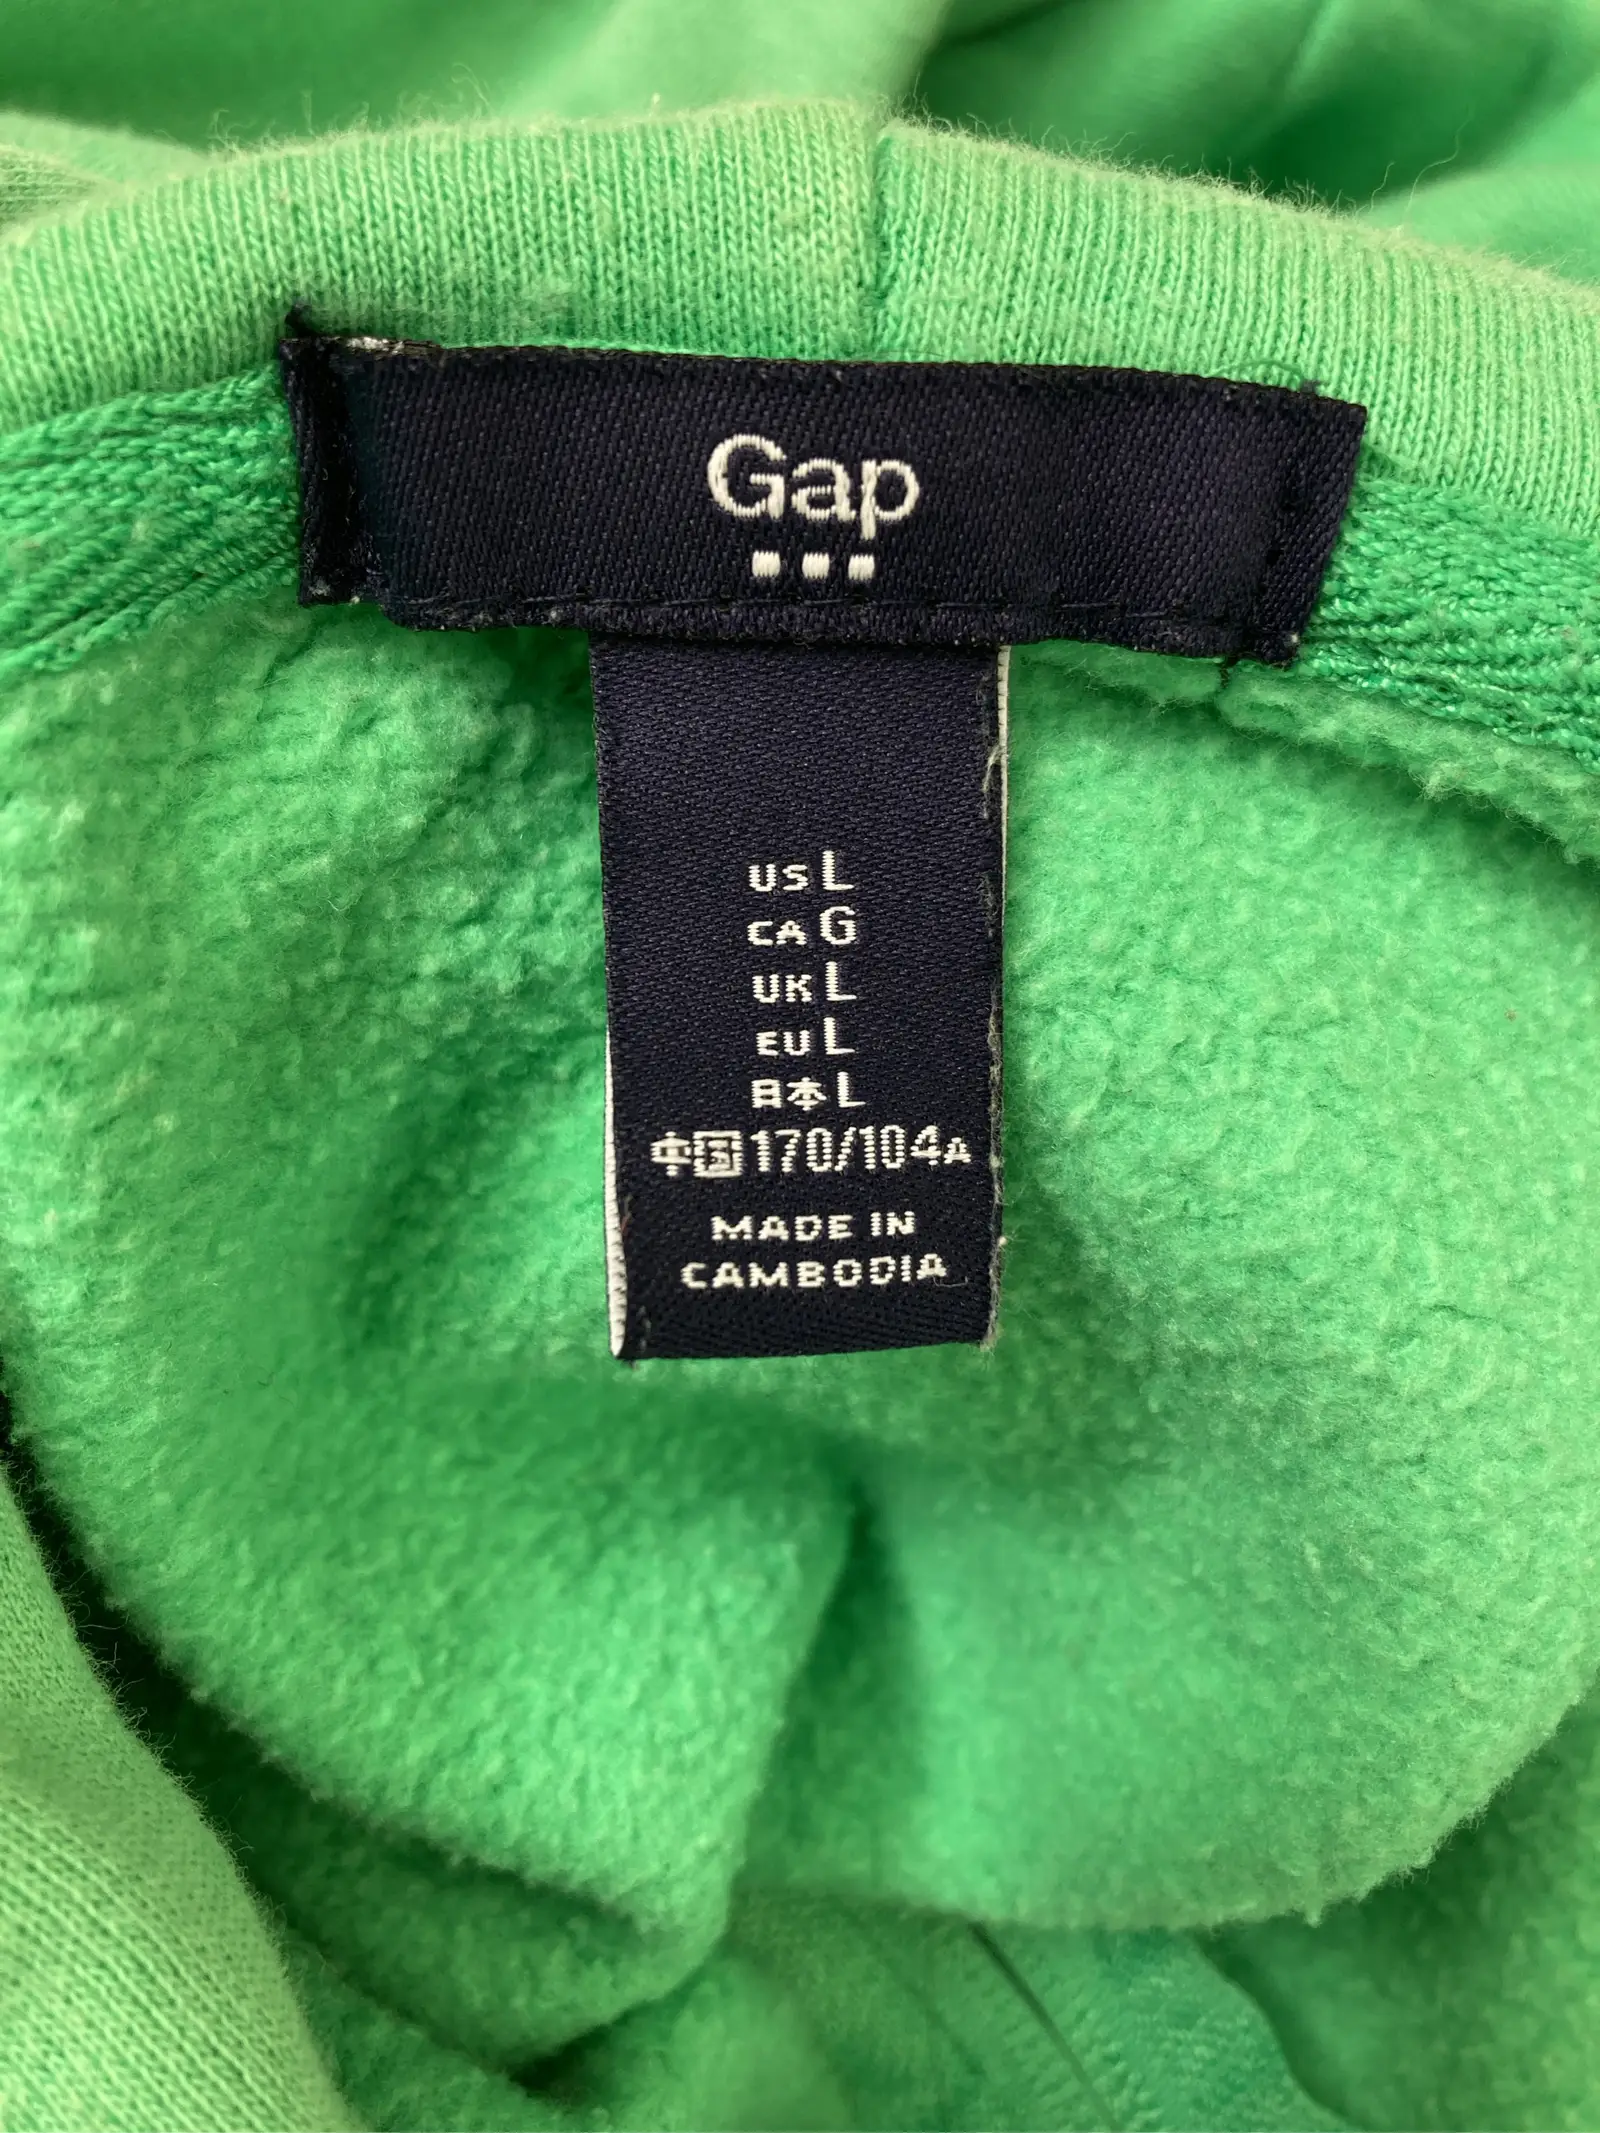 Gap
US L
CA G
UK L
EU L
日本 L
中国 170/104A
MADE IN
CAMBODIA